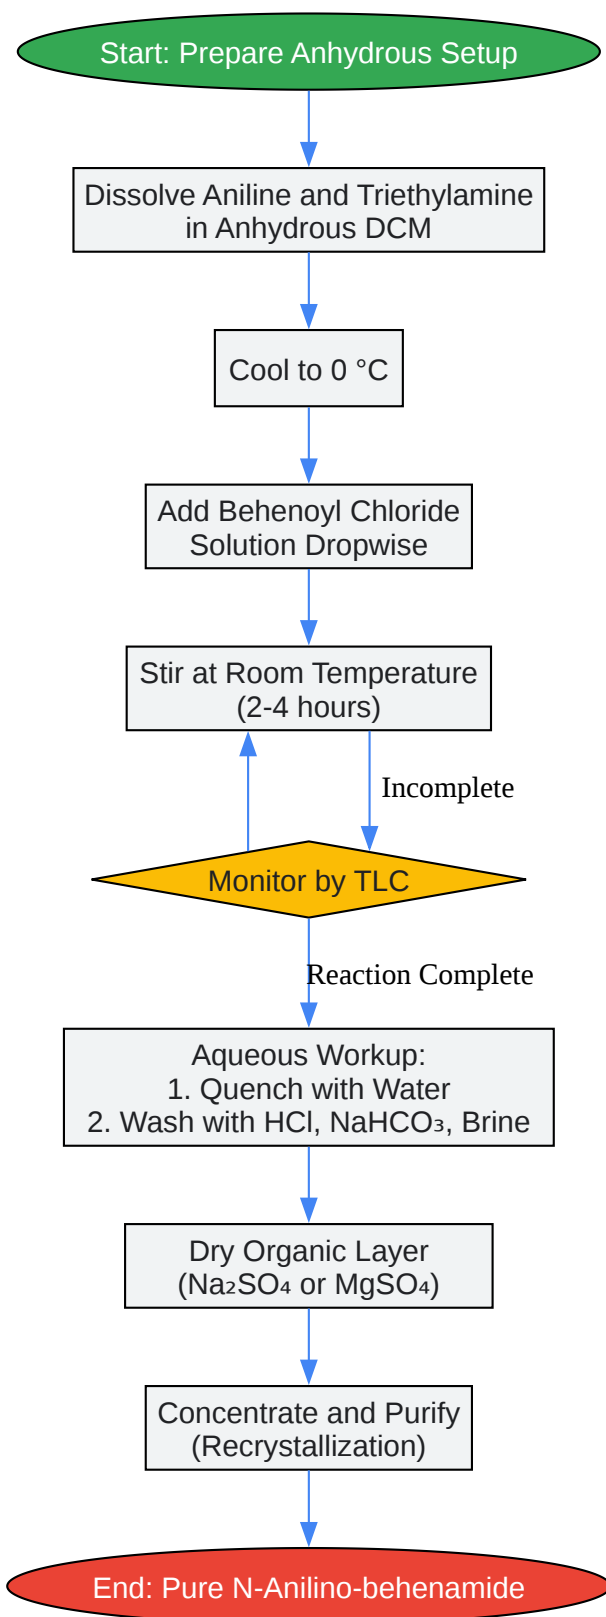 Start: Prepare Anhydrous Setup
Dissolve Aniline and Triethylamine
in Anhydrous DCM
Cool to 0 °C
Add Behenoyl Chloride
Solution Dropwise
Stir at Room Temperature
(2-4 hours)
Incomplete
Monitor by TLC
Reaction Complete
Aqueous Workup:
1. Quench with Water
2. Wash with HCl, NaHCO₃, Brine
Dry Organic Layer
(Na₂SO₄ or MgSO₄)
Concentrate and Purify
(Recrystallization)
End: Pure N-Anilino-behenamide